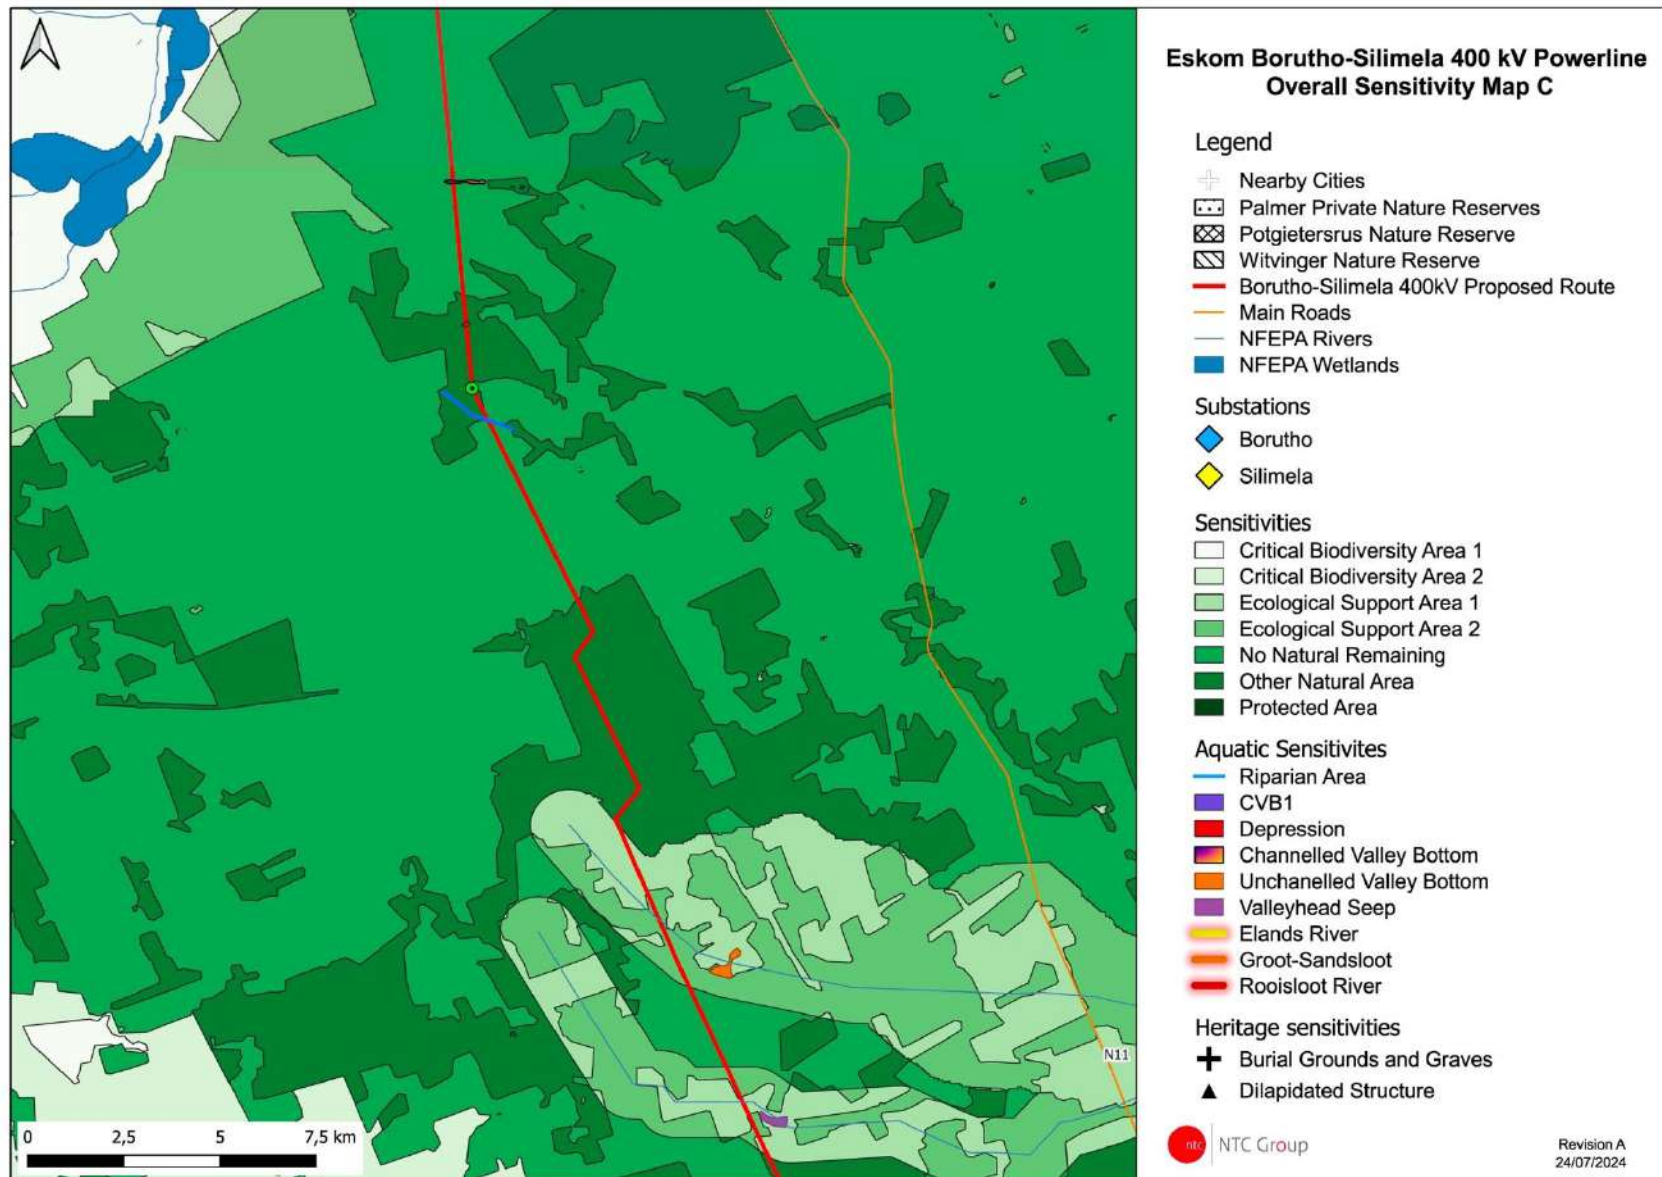 Eskom Borutho-Silimela 400 kV Powerline
Overall Sensitivity Map C
Legend
Nearby Cities
Palmer Private Nature Reserves
Potgietersrus Nature Reserve
Witvinger Nature Reserve
Borutho-Silimela 400kV Proposed Route
Main Roads
NFEPA Rivers
NFEPA Wetlands
Substations
Borutho
Silimela
Sensitivities
Critical Biodiversity Area 1
Critical Biodiversity Area 2
Ecological Support Area 1
Ecological Support Area 2
No Natural Remaining
Other Natural Area
Protected Area
Aquatic Sensitivites
Riparian Area
CVB1
Depression
Channelled Valley Bottom
Unchanelled Valley Bottom
Valleyhead Seep
Elands River
Groot-Sandsloot
Rooisloot River
Heritage sensitivities
Burial Grounds and Graves
Dilapidated Structure
N11
0 2,5 5 7,5 km
ntc NTC Group
Revision A
24/07/2024